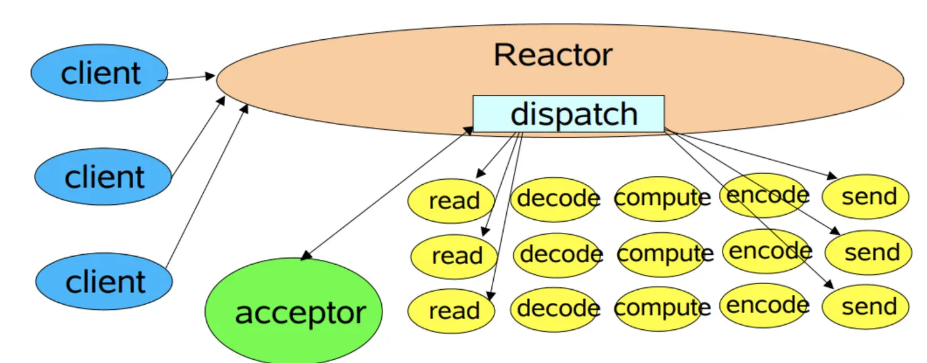 Reactor
client
dispatch
client
read decode compute encode send
read decode compute encode send
client
acceptor
read decode compute encode send